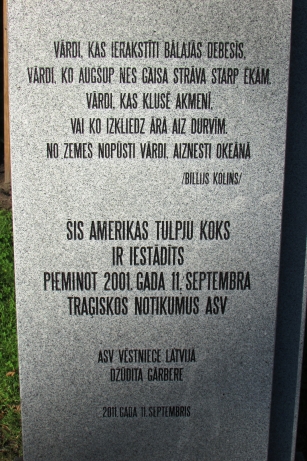 VĀRDI, KAS IERAKSTĪTI BĀLAJĀS DEBESĪS,
VĀRDI, KO AUGŠUP NES GAISA STRĀVA STARP ĒKĀM.
VĀRDI, KAS KLUSĒ AKMENĪ,
VAI KO IZKLIEDZ ĀRĀ AIZ DURVĪM.
NO ZEMES NOPŪSTI VĀRDI, AIZNESTI OKEĀNĀ
/BILLIJS KOLINS/
ŠIS AMERIKAS TULPJU KOKS
IR IESTĀDĪTS
PIEMINOT 2001. GADA 11. SEPTEMBRA
TRAĢISKOS NOTIKUMUS ASV
ASV VĒSTNIECE LATVIJĀ
DŽŪDITA GĀRBERE
2011. GADA 11. SEPTEMBRIS